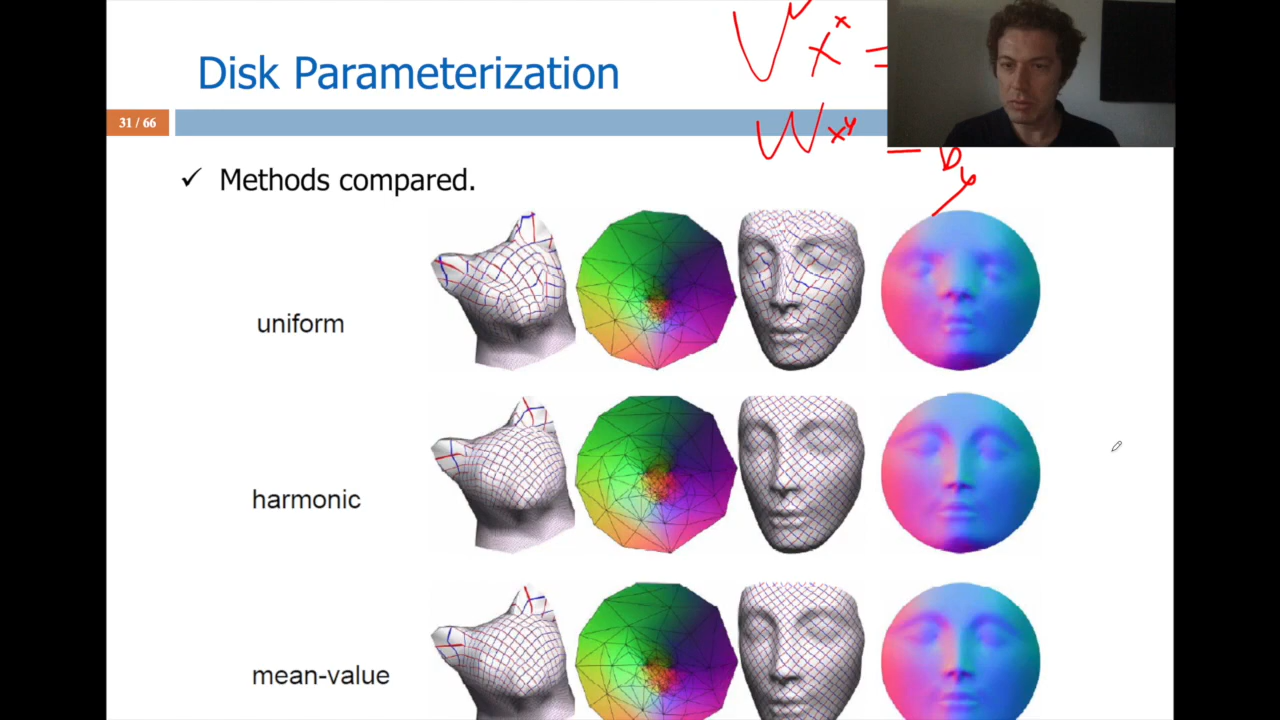 Disk Parameterization
31 / 66
✓ Methods compared.
uniform
harmonic
mean-value